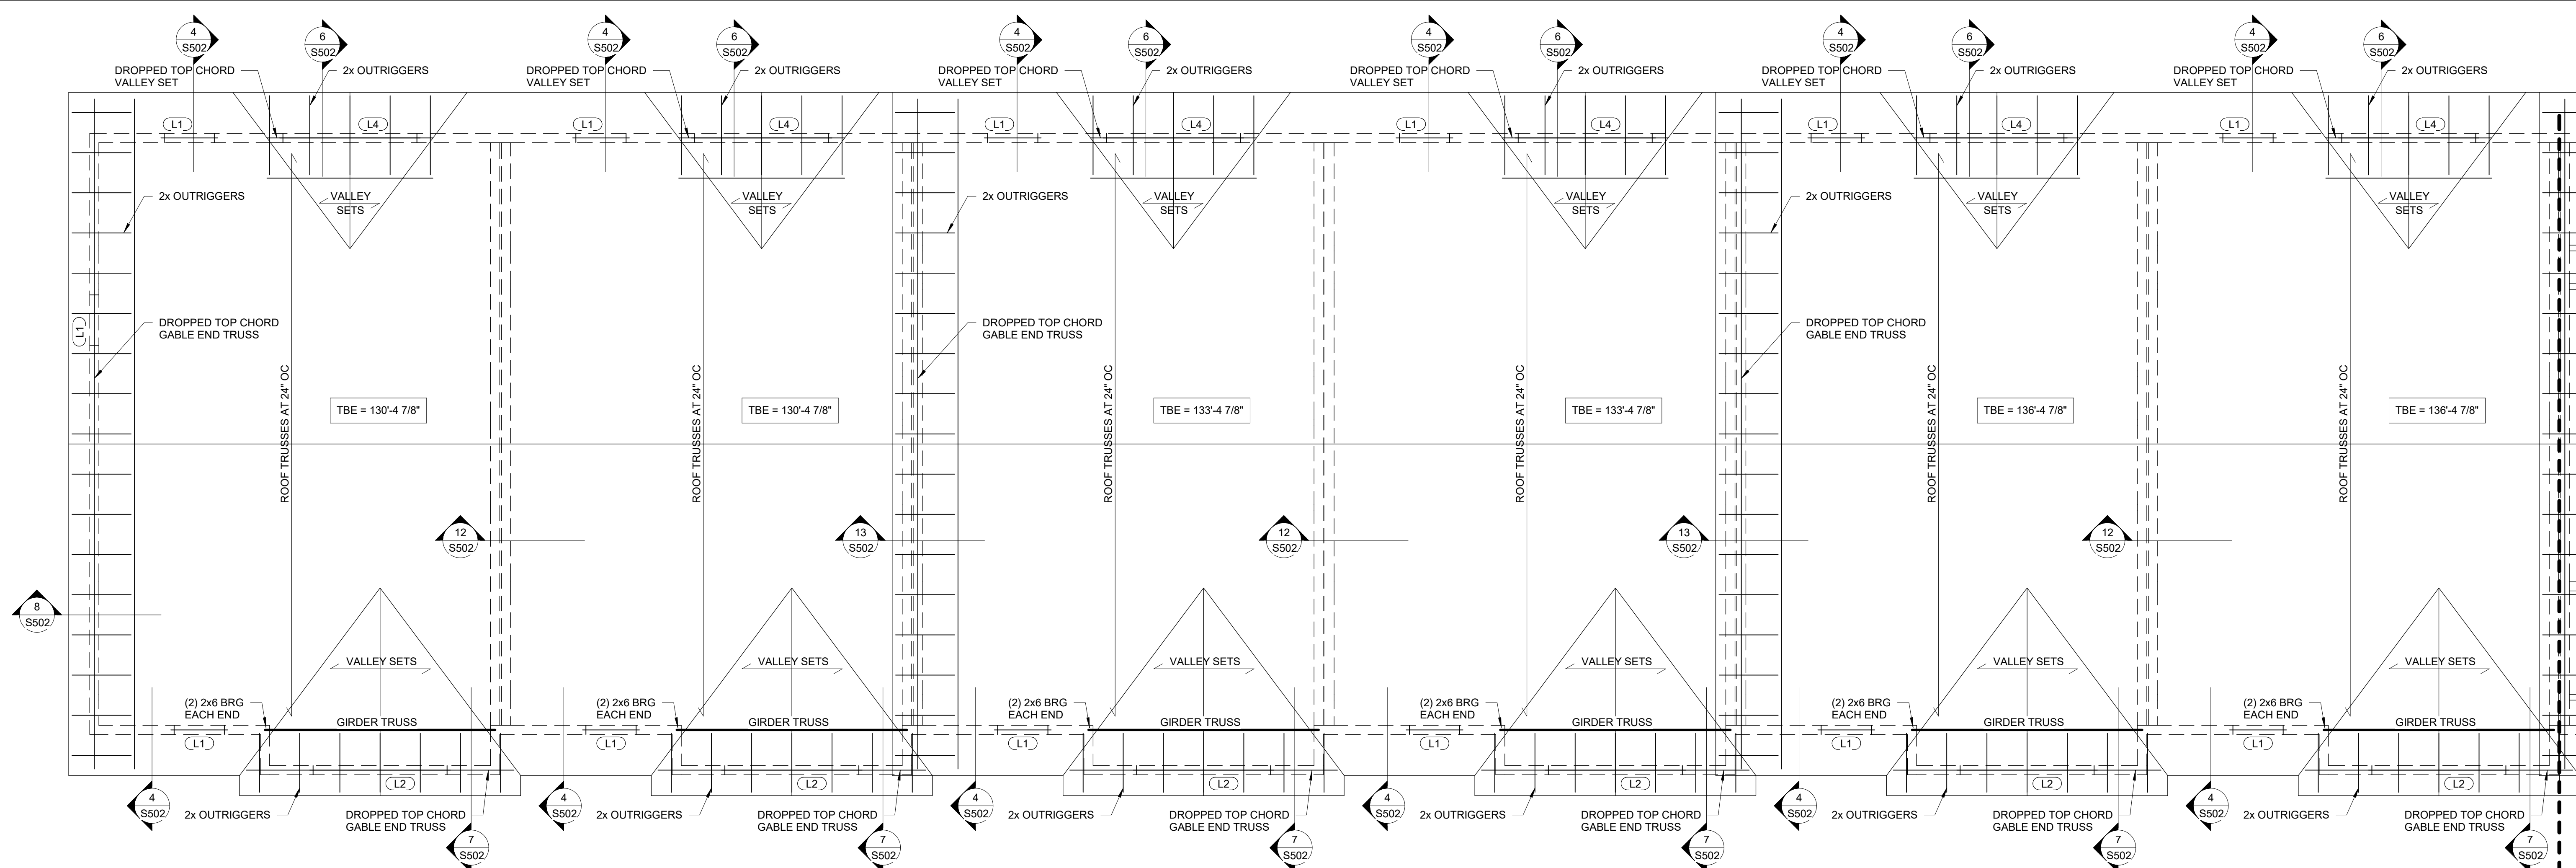 4
S502
6
S502
4
S502
6
S502
4
S502
6
S502
4
S502
6
S502
4
S502
6
S502
4
S502
6
S502
DROPPED TOP CHORD
VALLEY SET
2x OUTRIGGERS
DROPPED TOP CHORD
VALLEY SET
2x OUTRIGGERS
DROPPED TOP CHORD
VALLEY SET
2x OUTRIGGERS
DROPPED TOP CHORD
VALLEY SET
2x OUTRIGGERS
DROPPED TOP CHORD
VALLEY SET
2x OUTRIGGERS
DROPPED TOP CHORD
VALLEY SET
2x OUTRIGGERS
L1
L4
L1
L4
L1
L4
L1
L4
L1
L4
L1
L4
2x OUTRIGGERS
VALLEY
SETS
VALLEY
SETS
2x OUTRIGGERS
VALLEY
SETS
VALLEY
SETS
2x OUTRIGGERS
VALLEY
SETS
VALLEY
SETS
L1
DROPPED TOP CHORD
GABLE END TRUSS
DROPPED TOP CHORD
GABLE END TRUSS
DROPPED TOP CHORD
GABLE END TRUSS
ROOF TRUSSES AT 24" OC
TBE = 130'-4 7/8"
ROOF TRUSSES AT 24" OC
TBE = 130'-4 7/8"
ROOF TRUSSES AT 24" OC
TBE = 133'-4 7/8"
ROOF TRUSSES AT 24" OC
TBE = 133'-4 7/8"
ROOF TRUSSES AT 24" OC
TBE = 136'-4 7/8"
ROOF TRUSSES AT 24" OC
TBE = 136'-4 7/8"
12
S502
13
S502
12
S502
13
S502
12
S502
8
S502
VALLEY SETS
VALLEY SETS
VALLEY SETS
VALLEY SETS
VALLEY SETS
VALLEY SETS
(2) 2x6 BRG
EACH END
GIRDER TRUSS
(2) 2x6 BRG
EACH END
GIRDER TRUSS
(2) 2x6 BRG
EACH END
GIRDER TRUSS
(2) 2x6 BRG
EACH END
GIRDER TRUSS
(2) 2x6 BRG
EACH END
GIRDER TRUSS
(2) 2x6 BRG
EACH END
GIRDER TRUSS
L1
L1
L1
L1
L1
L1
L2
L2
L2
L2
L2
L2
4
S502
2x OUTRIGGERS
DROPPED TOP CHORD
GABLE END TRUSS
4
S502
2x OUTRIGGERS
DROPPED TOP CHORD
GABLE END TRUSS
4
S502
2x OUTRIGGERS
DROPPED TOP CHORD
GABLE END TRUSS
4
S502
2x OUTRIGGERS
DROPPED TOP CHORD
GABLE END TRUSS
4
S502
2x OUTRIGGERS
DROPPED TOP CHORD
GABLE END TRUSS
4
S502
2x OUTRIGGERS
DROPPED TOP CHORD
GABLE END TRUSS
7
S502
7
S502
7
S502
7
S502
7
S502
7
S502